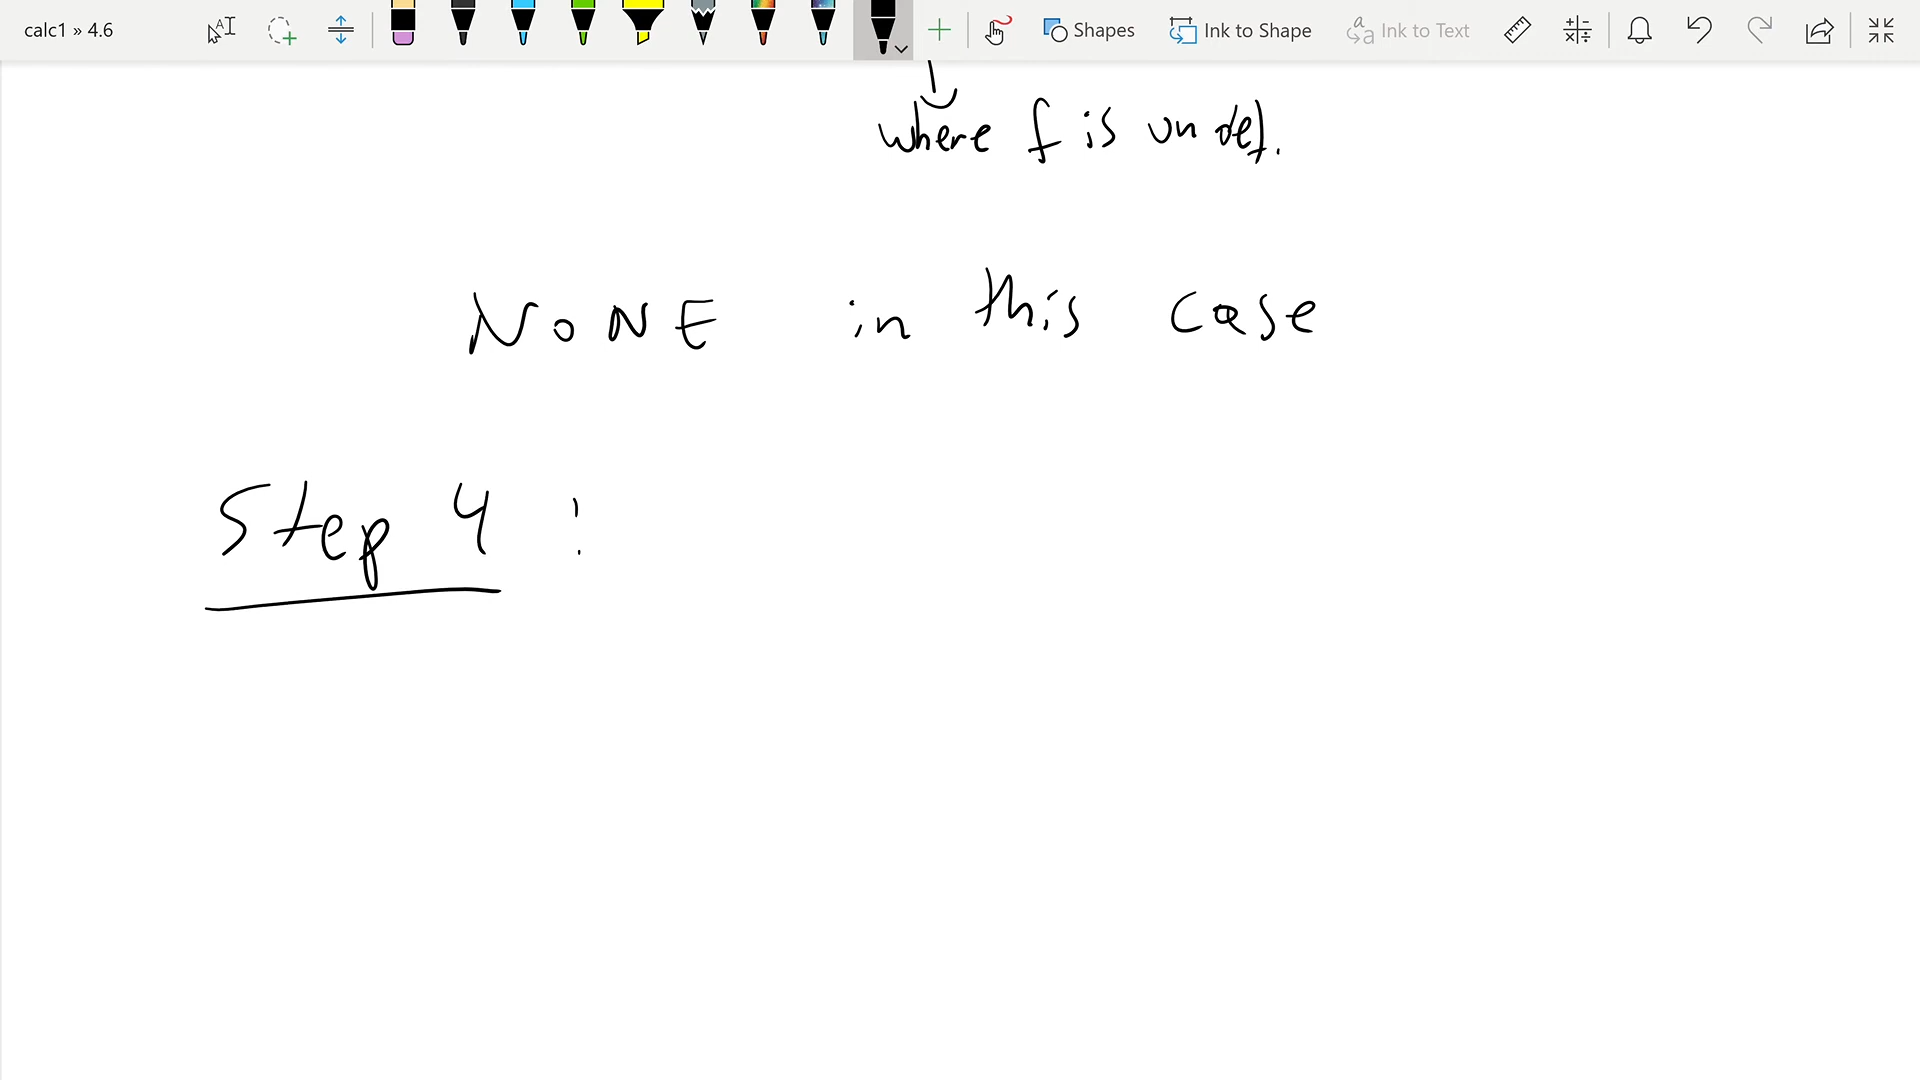 calc1 » 4.6
Shapes
Ink to Shape
Ink to Text
where f is undef.
NONE in this case
Step 4 :